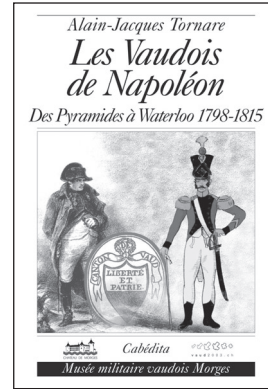 Alain-Jacques Tornare
Les Vaudois
de Napoléon
Des Pyramides à Waterloo 1798-1815
CANTON DE VAUD
LIBERTÉ
ET
PATRIE.
Cabédita
Musée militaire vaudois Morges